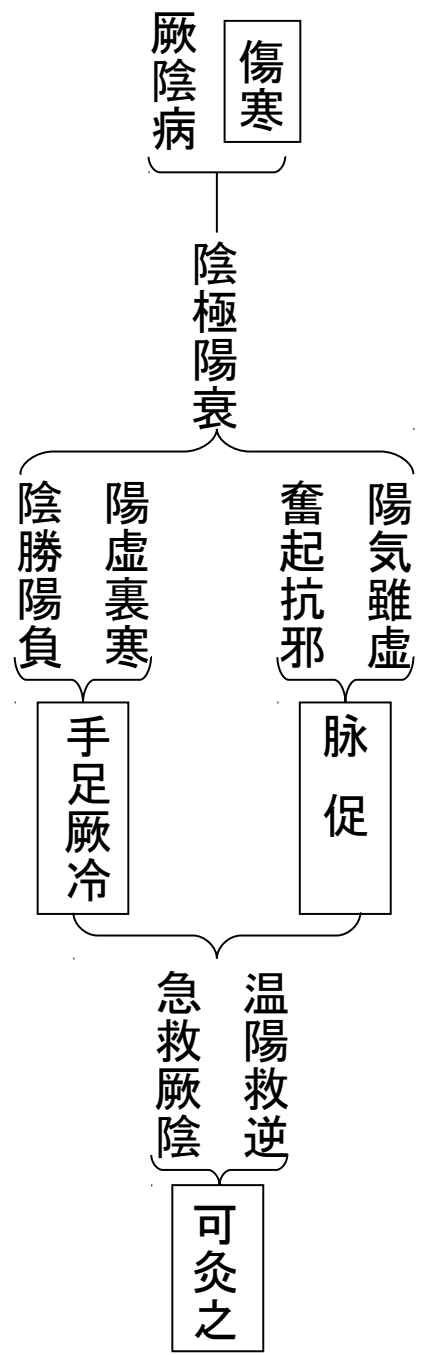 傷寒
厥陰病
陰極陽衰
陽気雖虚
奮起抗邪
陽虚裏寒
陰勝陽負
脉促
手足厥冷
温陽救逆
急救厥陰
可灸之